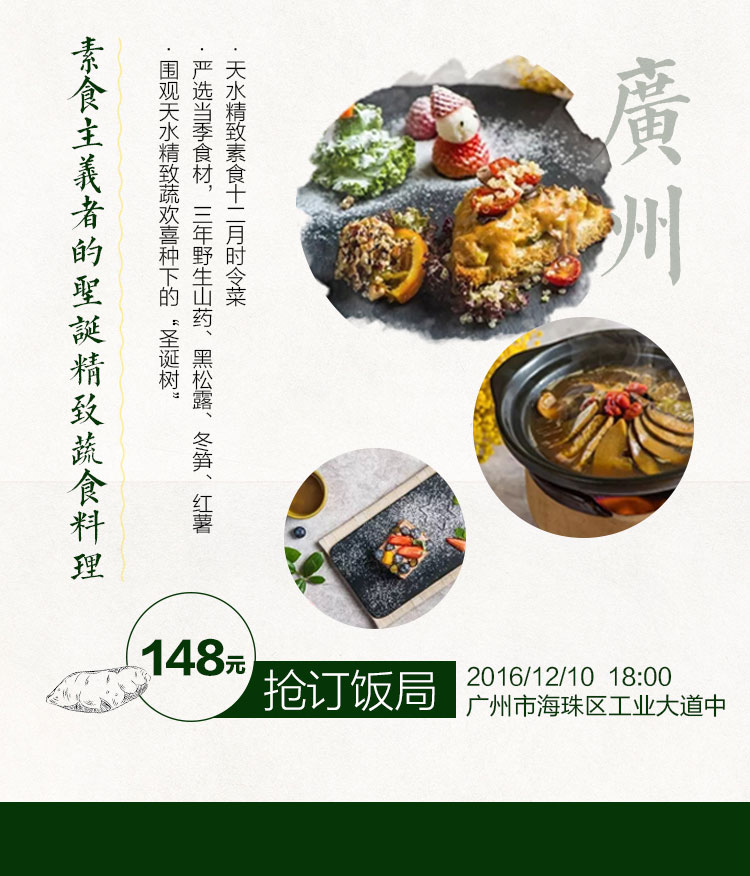 廣州
·天水精致素食十二月时令菜
·严选当季食材，三年野生山药、黑松露、冬笋、红薯
·围观天水精致蔬欢喜种下的“圣诞树”
素食主義者的聖誕精致蔬食料理
148元
抢订饭局
2016/12/10 18:00
广州市海珠区工业大道中